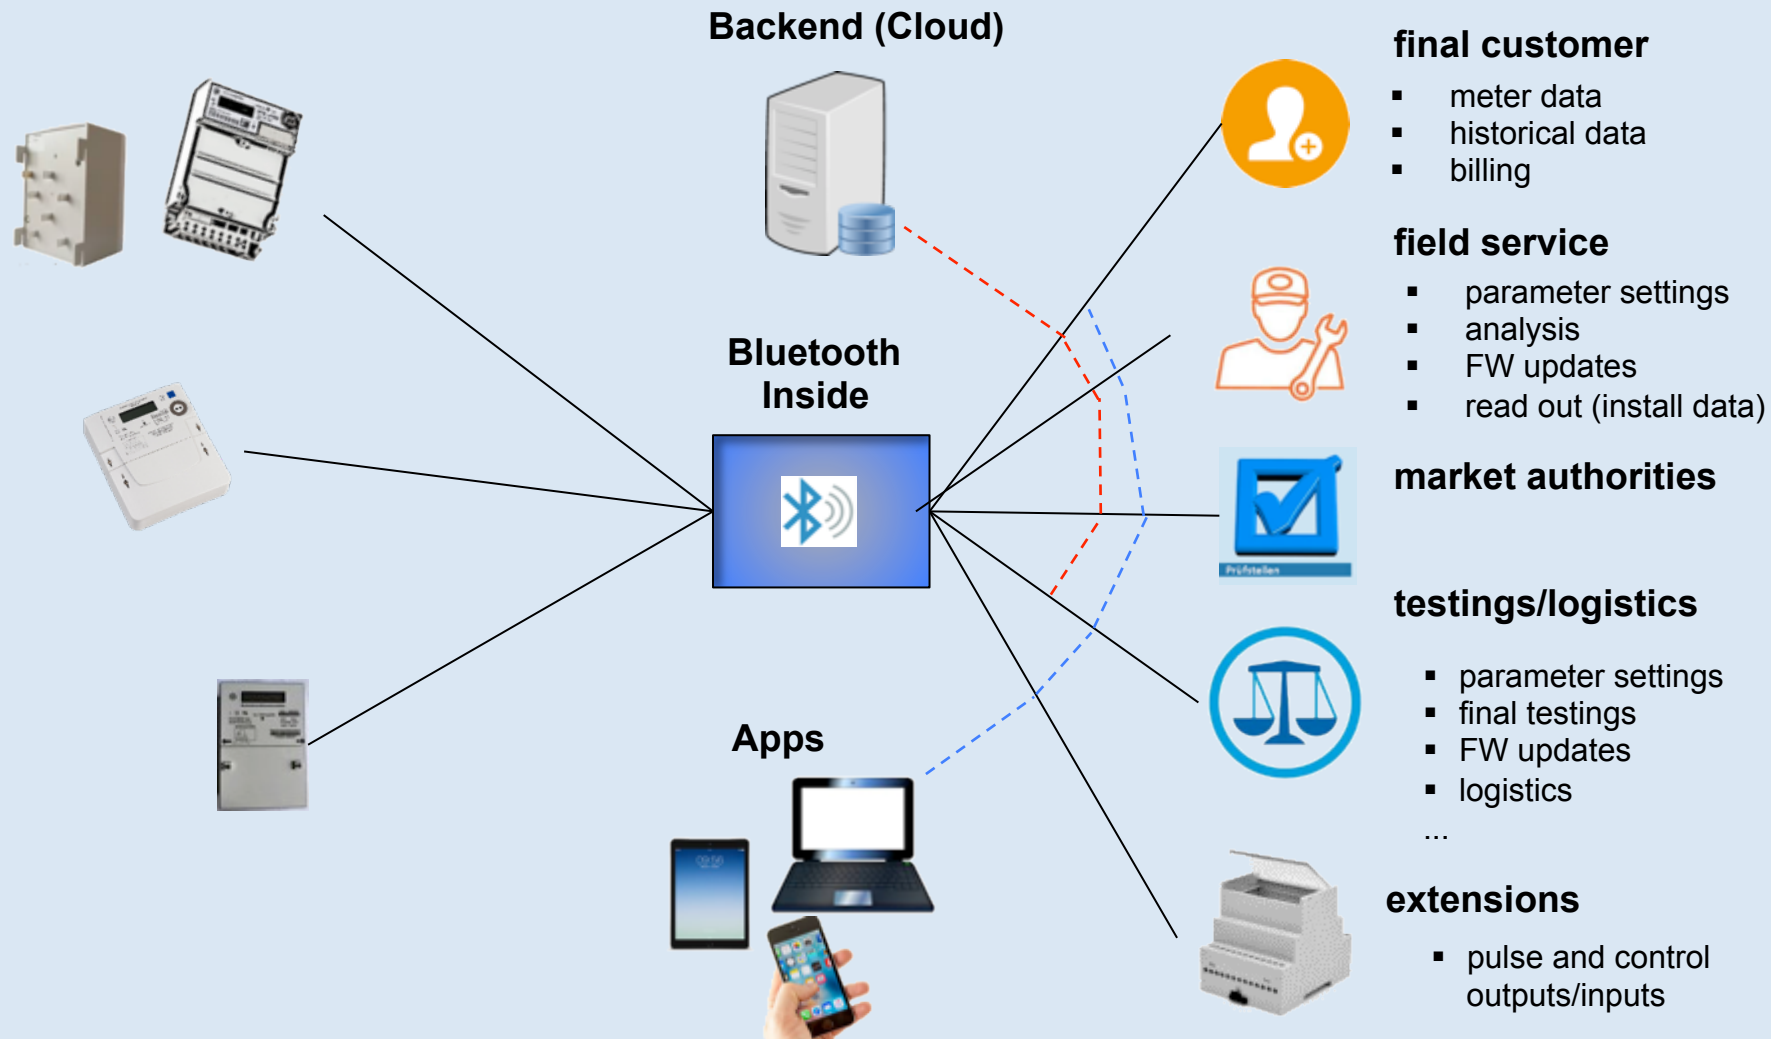 Backend (Cloud)
final customer
▪ meter data
▪ historical data
▪ billing
field service
▪ parameter settings
▪ analysis
▪ FW updates
▪ read out (install data)
Bluetooth
Inside
market authorities
Prüfstellen
testings/logistics
▪ parameter settings
▪ final testings
▪ FW updates
▪ logistics
...
Apps
09:56
extensions
▪ pulse and control
outputs/inputs